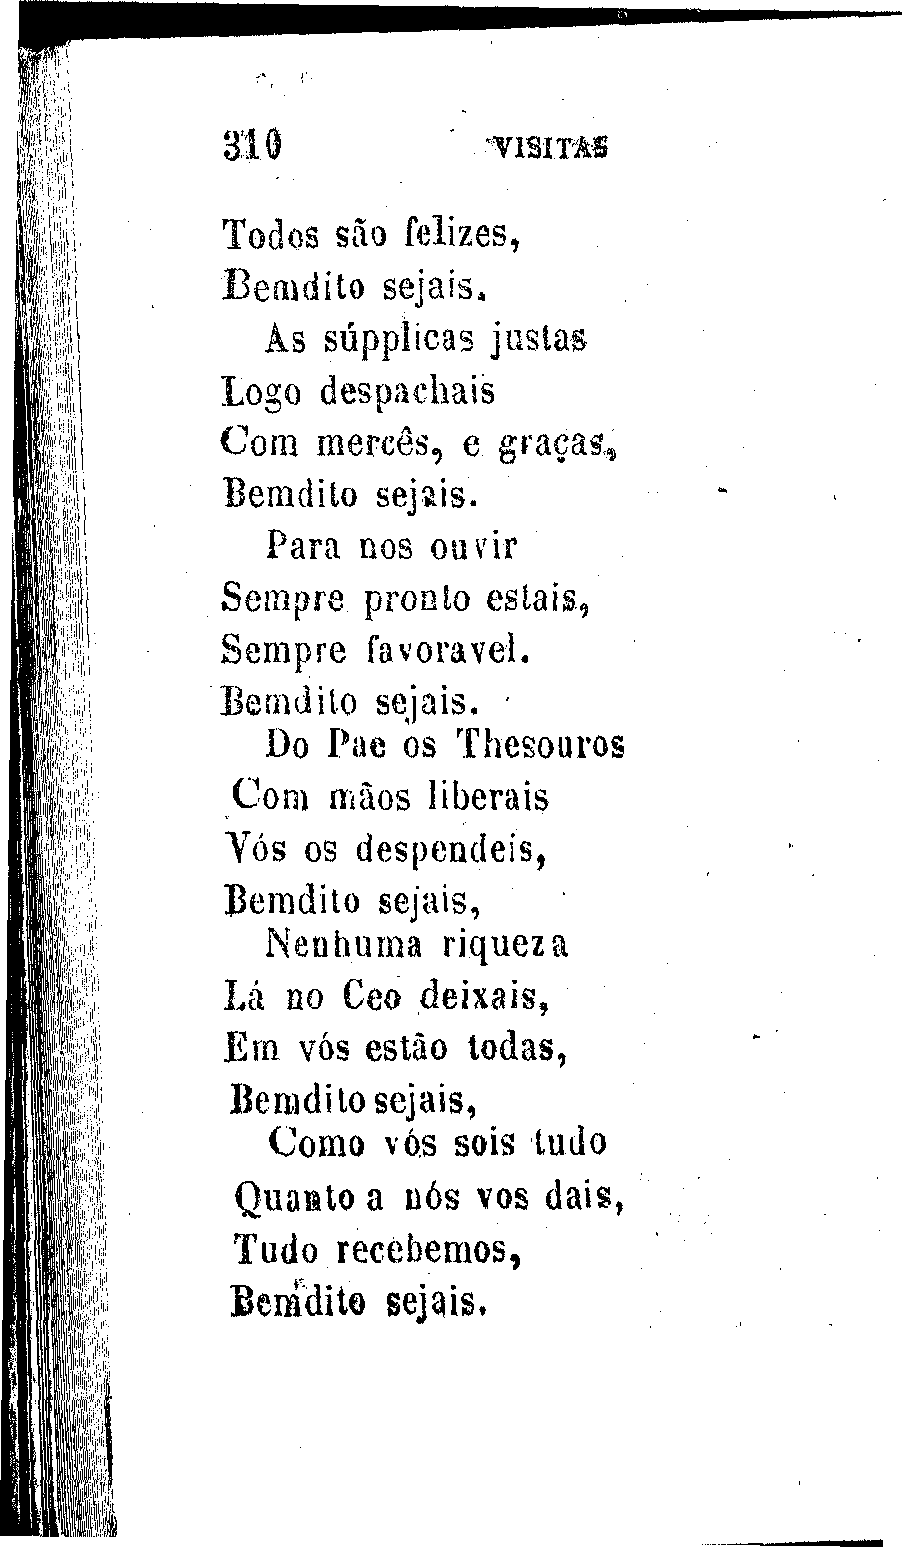 310 VISITAS
Todos são felizes,
Bemdito sejais.
As súpplicas justas
Logo despachais
Com mercês, e graças,
Bemdito sejais.
Para nos ouvir
Sempre pronto estais,
Sempre favoravel.
Bemdito sejais.
Do Pae os Thesouros
Com mãos liberais
Vós os despendeis,
Bemdito sejais,
Nenhuma riqueza
Lá no Ceo deixais,
Em vós estão todas,
Bemdito sejais,
Como vós sois tudo
Quanto a nós vos dais,
Tudo recebemos,
Bemdito sejais.